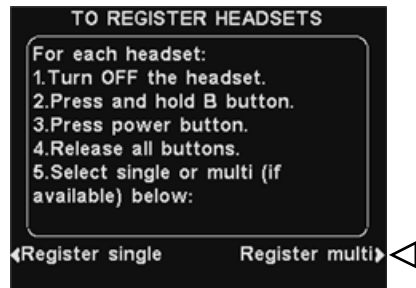 TO REGISTER HEADSETS
For each headset:
1.Turn OFF the headset.
2.Press and hold B button.
3.Press power button.
4.Release all buttons.
5.Select single or multi (if
available) below:
Register single Register multi